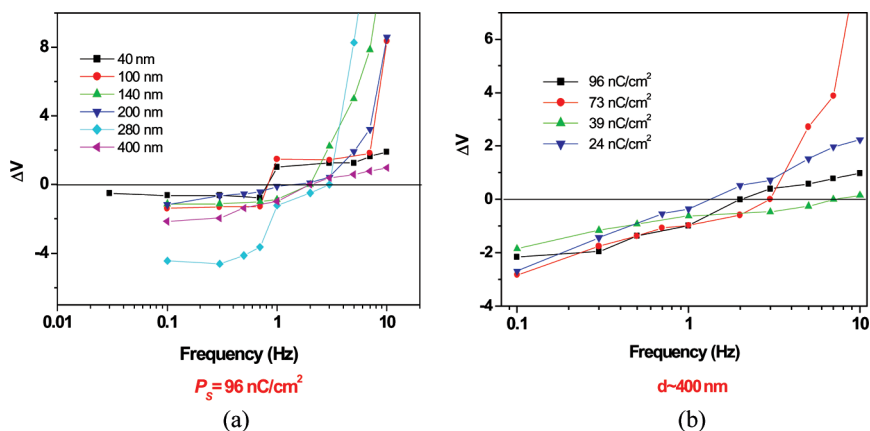 8
4
0
-4
ΔV
40 nm
100 nm
140 nm
200 nm
280 nm
400 nm
0.01 0.1 1 10
Frequency (Hz)
PS = 96 nC/cm2
(a)
6
4
2
0
-2
-4
ΔV
96 nC/cm2
73 nC/cm2
39 nC/cm2
24 nC/cm2
0.1 1 10
Frequency (Hz)
d~400 nm
(b)